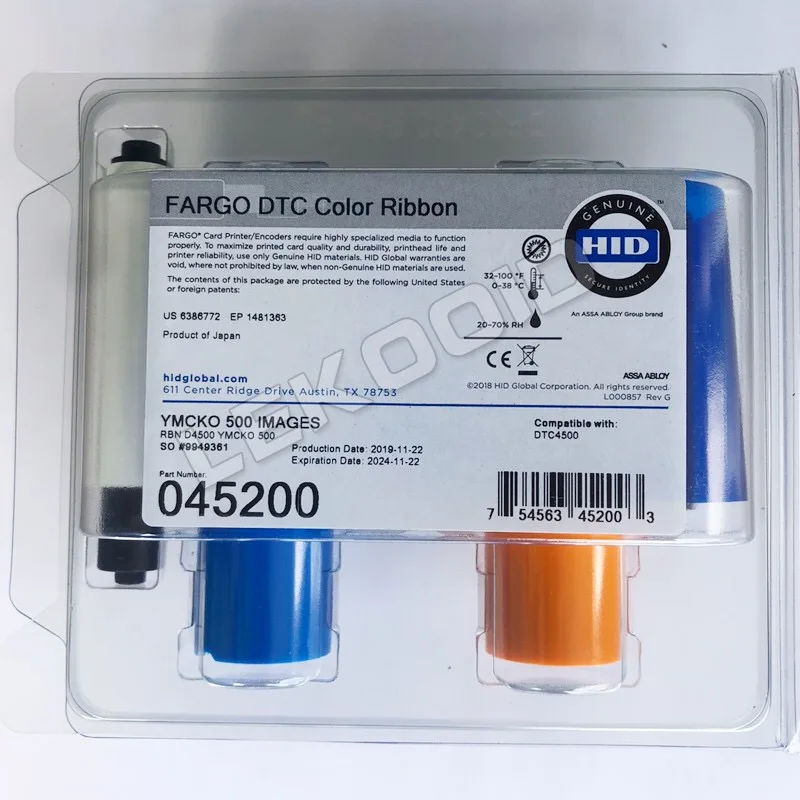 FARGO DTC Color Ribbon
FARGO® Card Printer/Encoders require highly specialized media to function
properly. To maximize printed card quality and durability, printhead life and
printer reliability, use only Genuine HID materials. HID Global warranties are
void, where not prohibited by law, when non-Genuine HID materials are used.
The contents of this package are protected by the following United States
or foreign patents:
US 6386772 EP 1481363
Product of Japan
hidglobal.com
611 Center Ridge Drive Austin, TX 78753
GENUINE
HID
™
SECURE IDENTITY
An ASSA ABLOY Group brand
32-100 °F
0-38 °C
20-70% RH
CE
ASSA ABLOY
©2018 HID Global Corporation. All rights reserved.
L000857 Rev G
YMCKO 500 IMAGES
RBN D4500 YMCKO 500
SO #9949361
Production Date: 2019-11-22
Expiration Date: 2024-11-22
Compatible with:
DTC4500
Part Number:
045200
7 54563 45200 3
LEKOOID